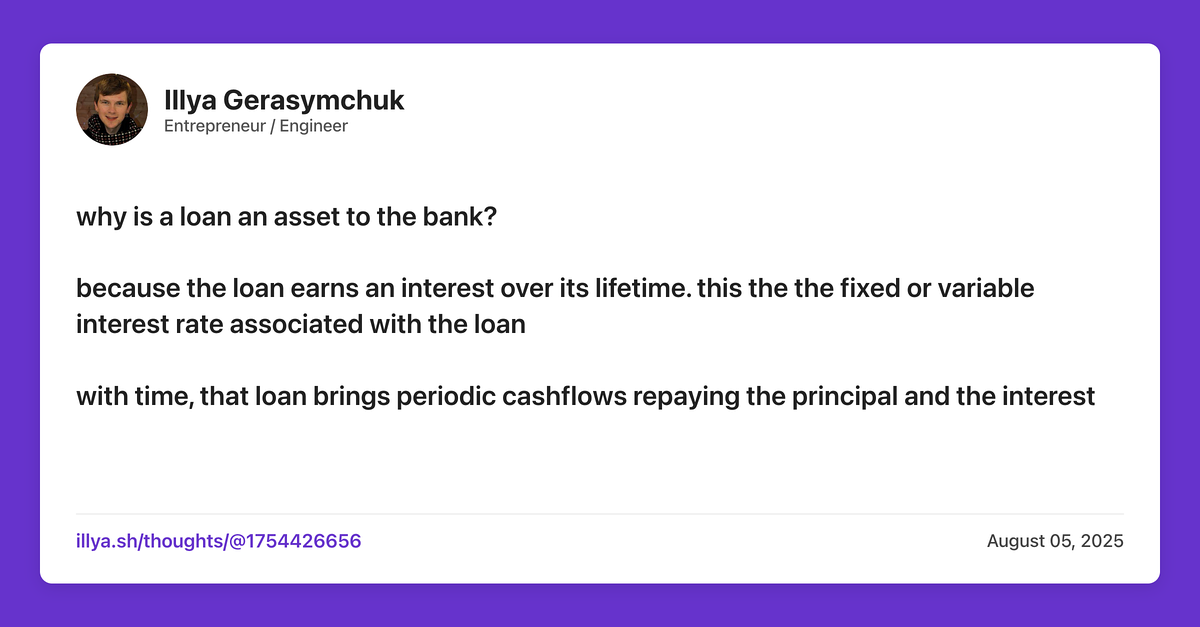 Illya Gerasymchuk
Entrepreneur / Engineer
why is a loan an asset to the bank?
because the loan earns an interest over its lifetime. this the the fixed or variable
interest rate associated with the loan
with time, that loan brings periodic cashflows repaying the principal and the interest
illya.sh/thoughts/@1754426656
August 05, 2025